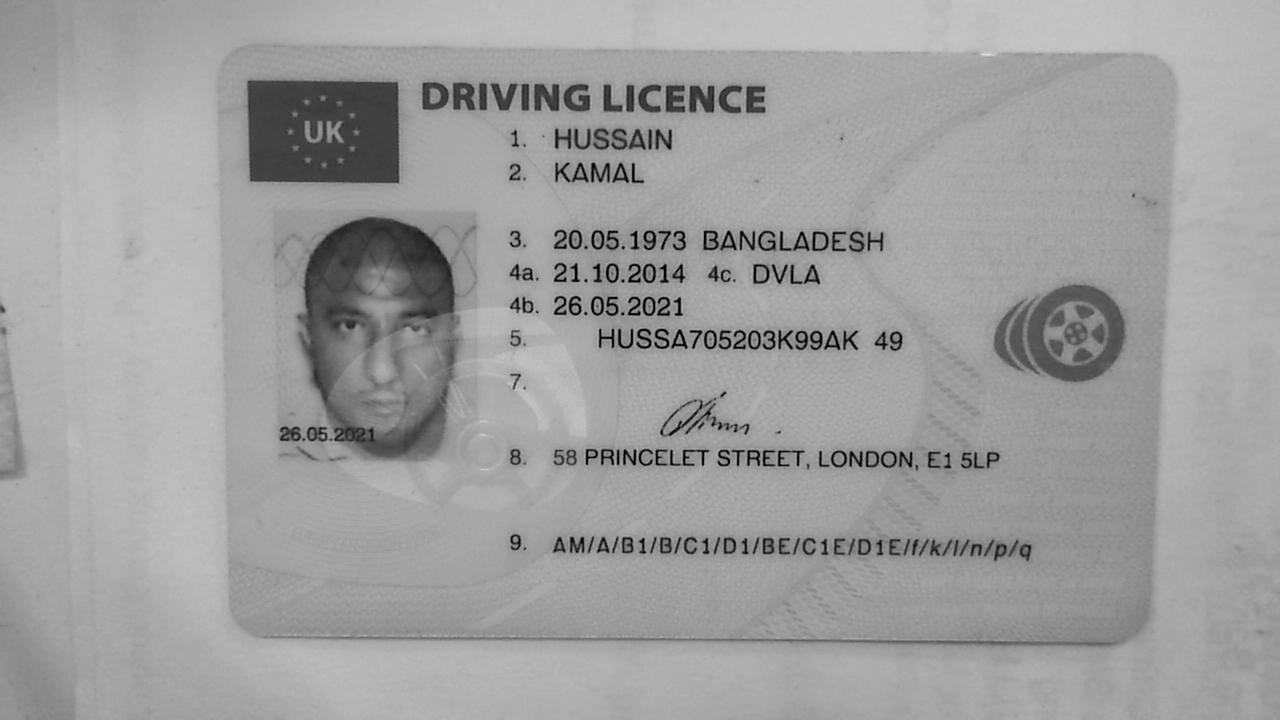 DRIVING LICENCE
UK
1. HUSSAIN
2. KAMAL
3. 20.05.1973 BANGLADESH
4a. 21.10.2014 4c. DVLA
4b. 26.05.2021
5. HUSSA705203K99AK 49
7.
26.05.2021
8. 58 PRINCELET STREET, LONDON, E1 5LP
9. AM/A/B1/B/C1/D1/BE/C1E/D1E/f/k/l/n/p/q